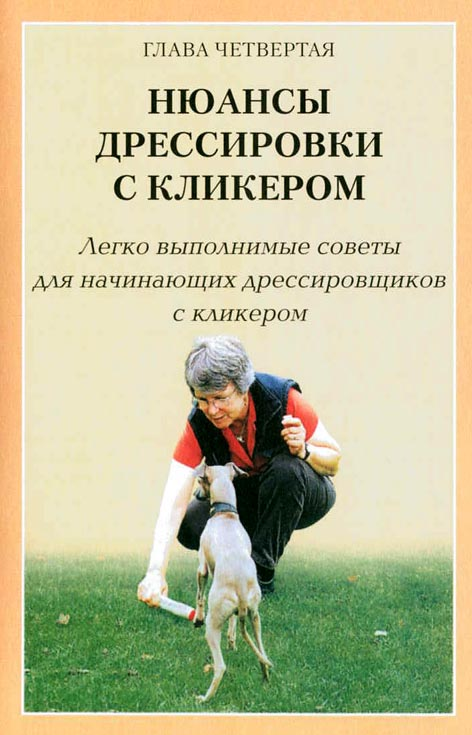 ГЛАВА ЧЕТВЕРТАЯ
НЮАНСЫ
ДРЕССИРОВКИ
С КЛИКЕРОМ
Легко выполнимые советы
для начинающих дрессировщиков
с кликером